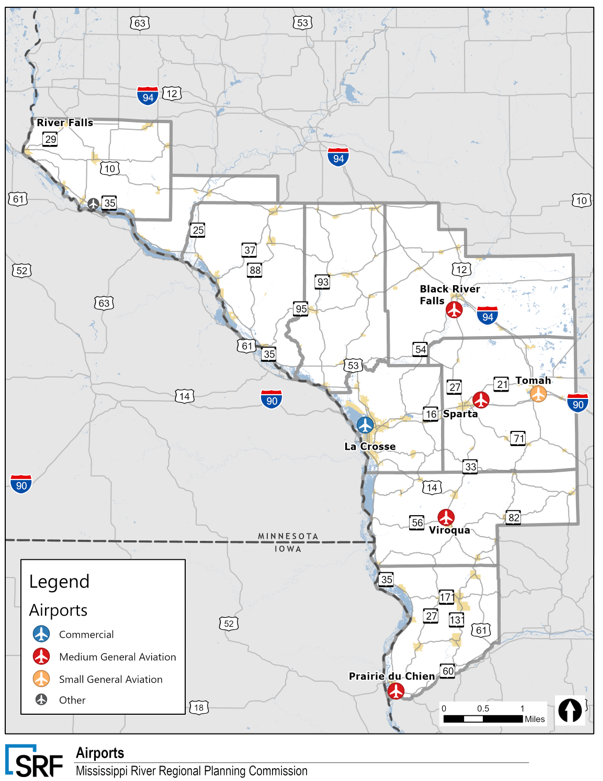 63
53
94
12
River Falls
29
94
10
61
35
10
25
52
37
12
88
93
63
Black River
Falls
95
94
61
35
54
53
14
90
27
21
Tomah
90
16
Sparta
La Crosse
71
33
90
14
56
82
Viroqua
MINNESOTA
IOWA
35
Legend
Airports
Commercial
Medium General Aviation
Small General Aviation
Other
171
27
131
52
61
60
Prairie du Chien
18
0 0.5 1
Miles
SRF
Airports
Mississippi River Regional Planning Commission